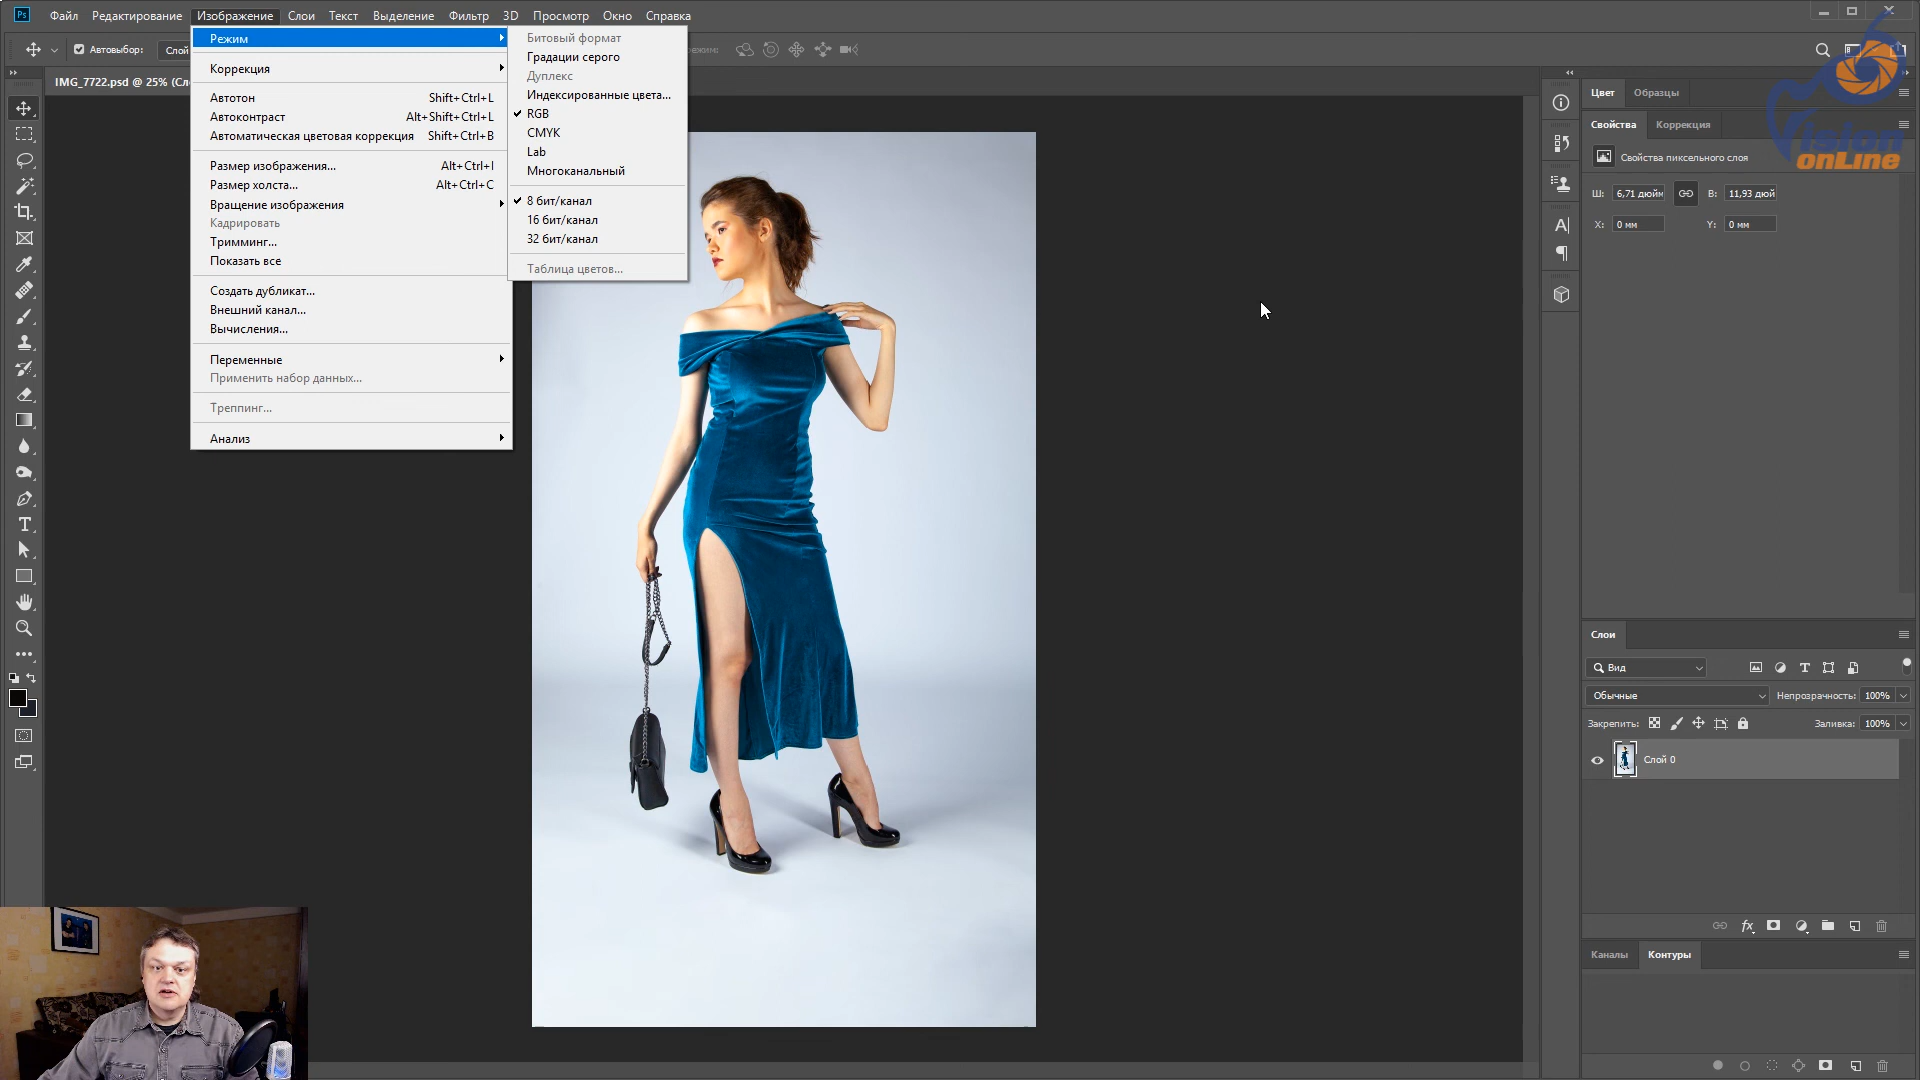 Ps Файл Редактирование Изображение Слои Текст Выделение Фильтр 3D Просмотр Окно Справка
Автовыбор: Слой
IMG_7722.psd @ 25% (Сл
Режим
Коррекция
Автотон Shift+Ctrl+L
Автоконтраст Alt+Shift+Ctrl+L
Автоматическая цветовая коррекция Shift+Ctrl+B
Размер изображения... Alt+Ctrl+I
Размер холста... Alt+Ctrl+C
Вращение изображения
Кадрировать
Тримминг...
Показать все
Создать дубликат...
Внешний канал...
Вычисления...
Переменные
Применить набор данных...
Треппинг...
Анализ
Битовый формат
Градации серого
Дуплекс
Индексированные цвета...
RGB
CMYK
Lab
Многоканальный
8 бит/канал
16 бит/канал
32 бит/канал
Таблица цветов...
Цвет Образцы
Свойства Коррекция
Свойства пиксельного слоя
Ш: 6,71 дюйм В: 11,93 дюй
X: 0 мм Y: 0 мм
Vision
onLine
Слои
Вид
Обычные Непрозрачность: 100%
Закрепить: Заливка: 100%
Слой 0
fx
Каналы Контуры